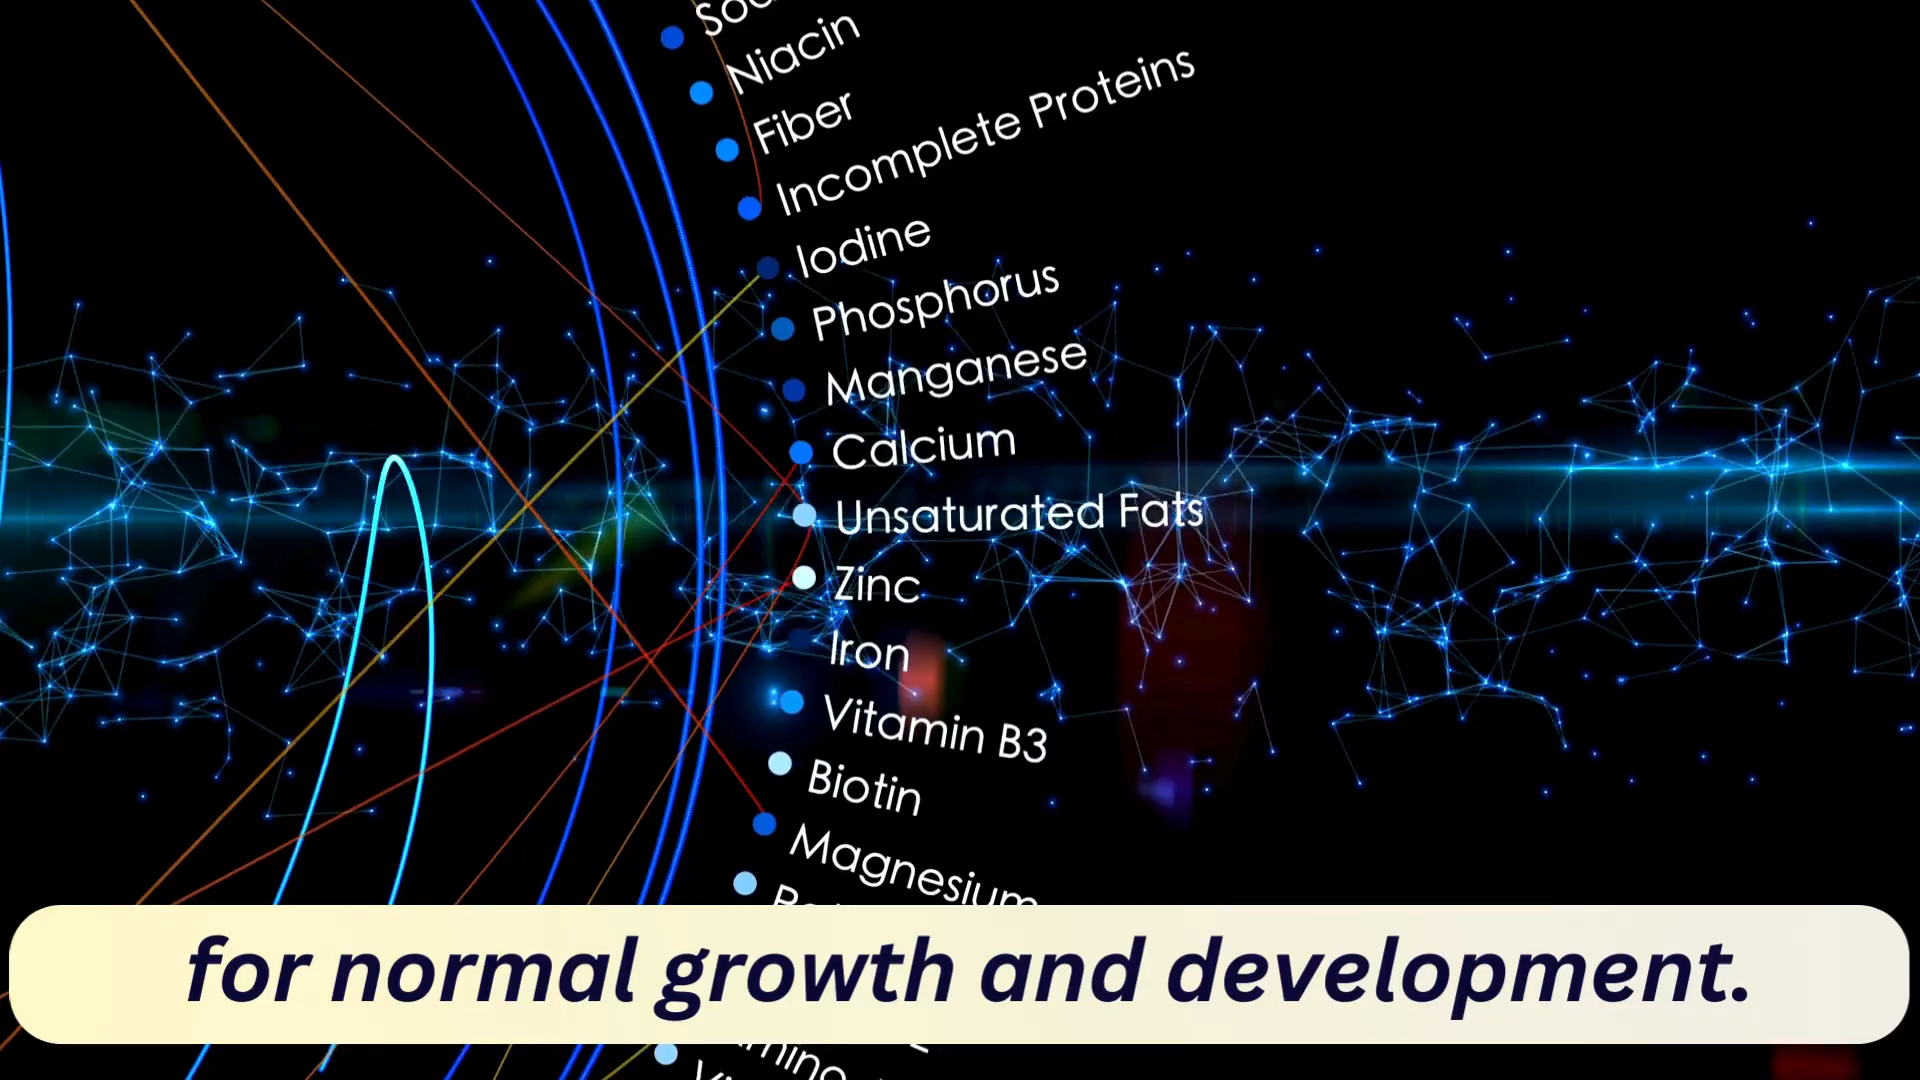 Niacin
Fiber
Incomplete Proteins
Iodine
Phosphorus
Manganese
Calcium
Unsaturated Fats
Zinc
Iron
Vitamin B3
Biotin
Magnesium
for normal growth and development.